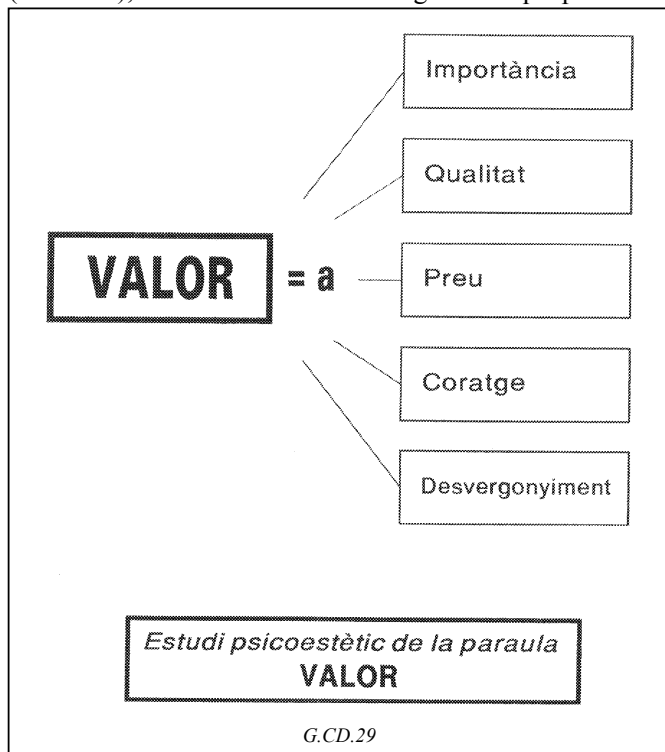 Importància
Qualitat
VALOR = a
Preu
Coratge
Desvergonyiment
Estudi psicoestètic de la paraula
VALOR
G.CD.29